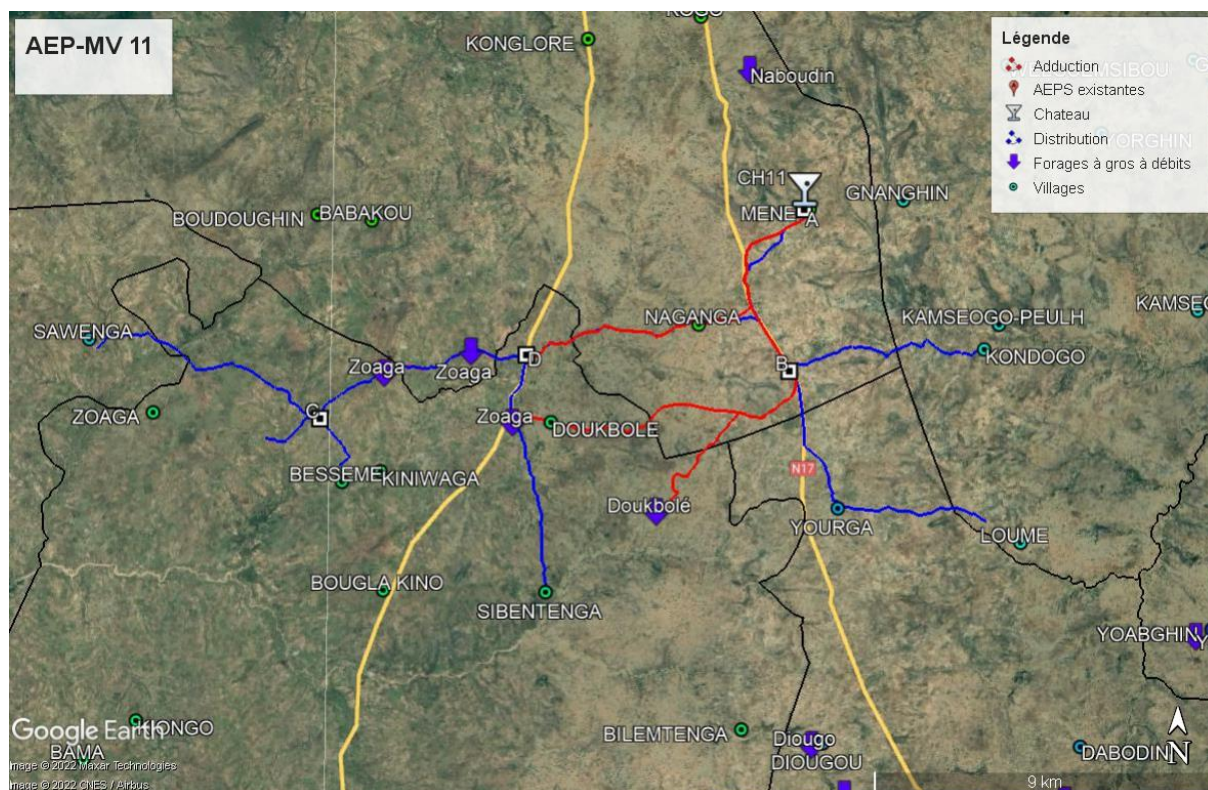 AEP-MV 11
KONGLORE
Naboudin
Légende
Adduction
AEPS existantes
Chateau
Distribution
Forages à gros à débits
Villages
CH11
MENE
A
GNANGHIN
BOUDOUGHIN
BABAKOU
SAWENGA
NAGANGA
KAMSEOGO-PEULH
KAMSEO
KONDOGO
Zoaga
Zoaga
D
B
ZOAGA
C
Zoaga
DOUKBOLE
BESSEME
KINIWAGA
N17
Doukbolé
YOURGA
LOUME
BOUGLA KINO
SIBENTENGA
YOABGHIN
Google Earth
KIONGO
BAMA
BILEMTENGA
Diougo
DIOUGOU
DABODIN
N
Image © 2022 Maxar Technologies
Image © 2022 CNES / Airbus
9 km